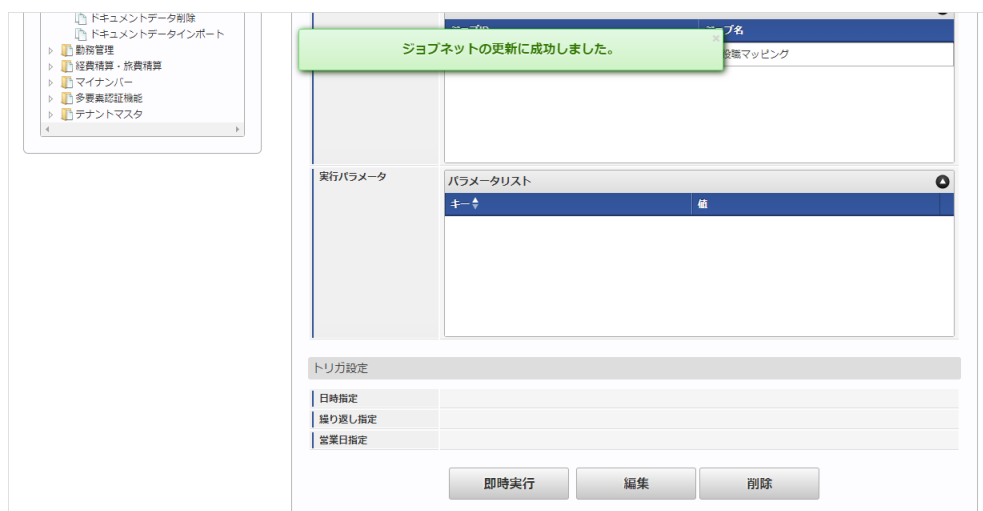 ドキュメントデータ削除
ドキュメントデータインポート
勤務管理
経費精算・旅費精算
マイナンバー
多要素認証機能
テナントマスタ
ジョブ名
ジョブネットの更新に成功しました。
役職マッピング
実行パラメータ
パラメータリスト
キー
値
トリガ設定
日時指定
繰り返し指定
営業日指定
即時実行
編集
削除